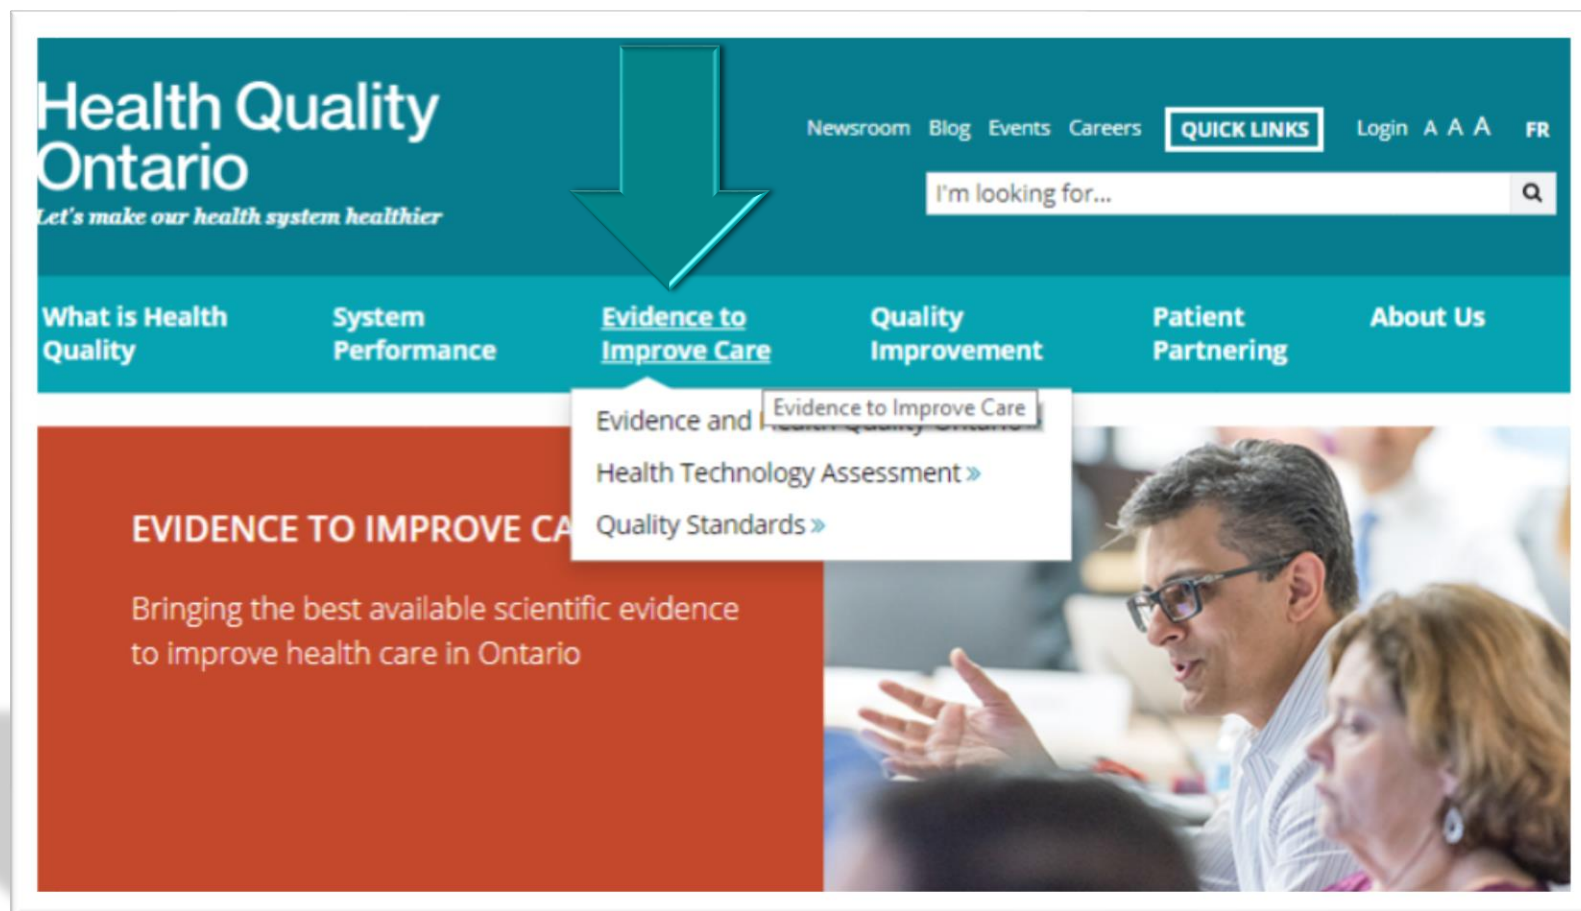 Health Quality
Ontario
Let's make our health system healthier
Newsroom Blog Events Careers QUICK LINKS Login A A A FR
I'm looking for...
What is Health Quality
System Performance
Evidence to Improve Care
Quality Improvement
Patient Partnering
About Us
Evidence to Improve Care
Evidence and Health Quality Ontario »
Health Technology Assessment »
Quality Standards »
EVIDENCE TO IMPROVE CA
Bringing the best available scientific evidence
to improve health care in Ontario